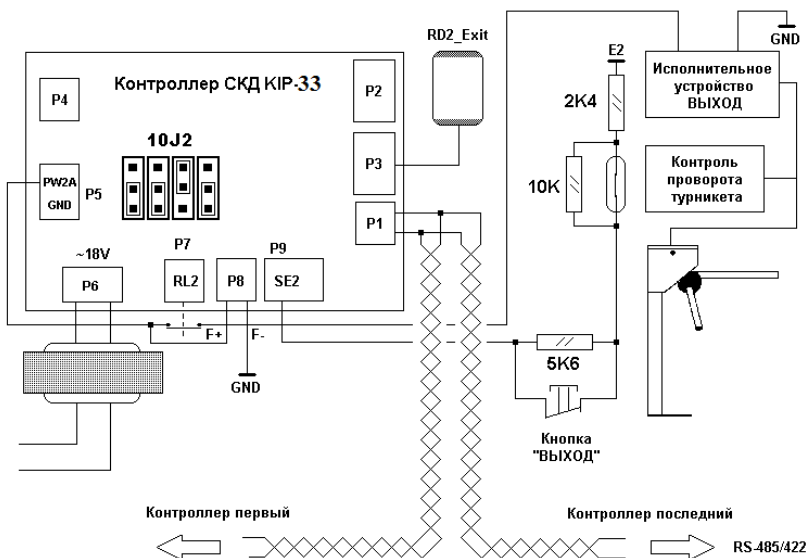 RD2_Exit
GND
E2
Контроллер СКД KIP-33
P4
P2
2K4
Исполнительное
устройство
ВЫХОД
10J2
P3
10K
Контроль
проворота
турникета
PW2A
GND
P5
P1
~18V
P7
P9
P6
RL2
P8
SE2
F+
F-
GND
5K6
Кнопка
"ВЫХОД"
Контроллер первый
Контроллер последний
RS-485/422